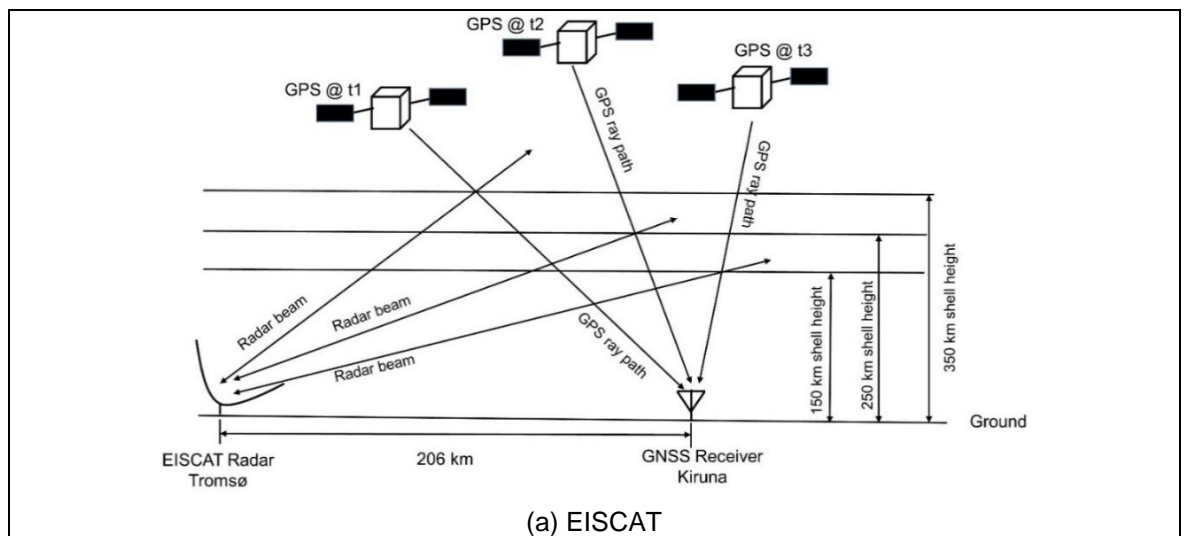 GPS @ t2
GPS @ t3
GPS @ t1
GPS ray path
GPS ray path
Radar beam
Radar beam
Radar beam
GPS ray path
150 km shell height
250 km shell height
350 km shell height
Ground
EISCAT Radar
Tromsø
206 km
GNSS Receiver
Kiruna
(a) EISCAT